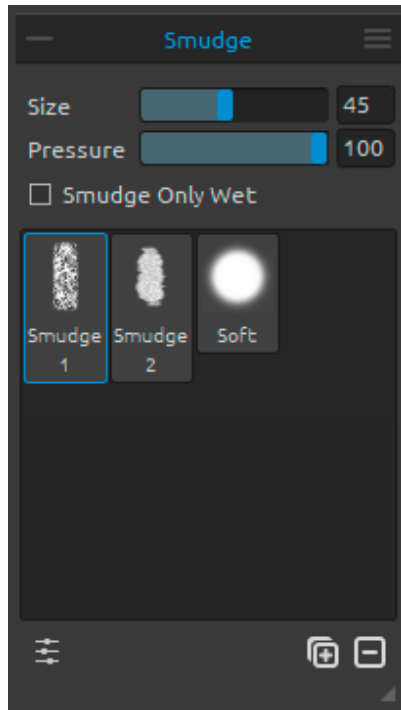 Smudge
Size 45
Pressure 100
Smudge Only Wet
Smudge Smudge Soft
1 2